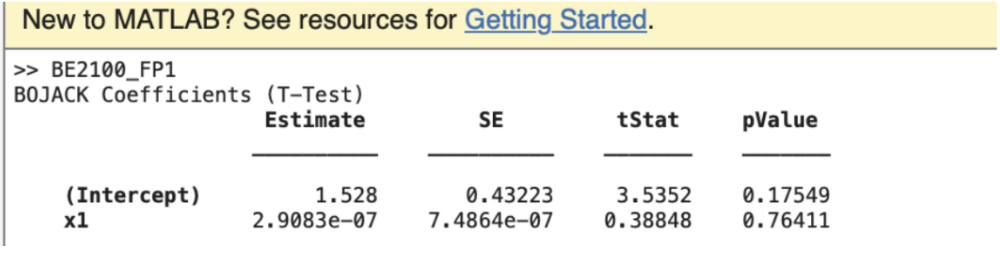 New to MATLAB? See resources for Getting Started.
>> BE2100_FP1
BOJACK Coefficients (T-Test)
Estimate SE tStat pValue
(Intercept) 1.528 0.43223 3.5352 0.17549
x1 2.9083e-07 7.4864e-07 0.38848 0.76411